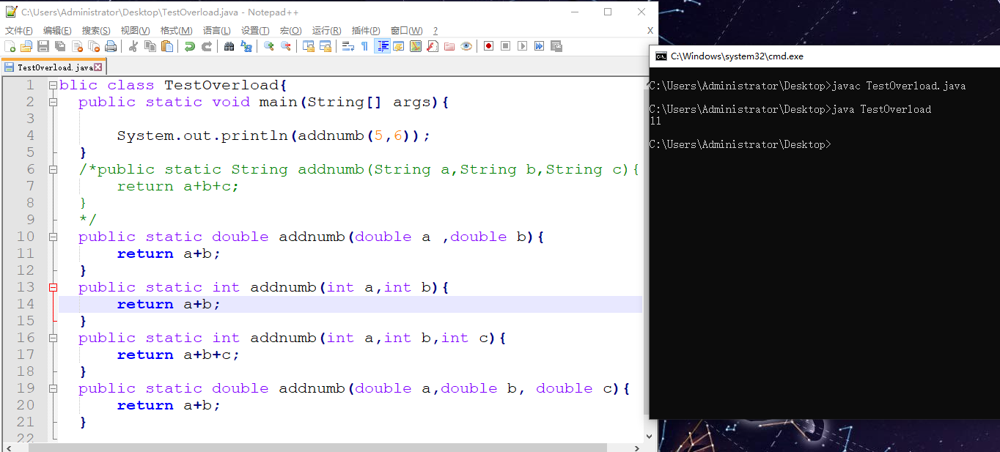 C:\Users\Administrator\Desktop\TestOverload.java - Notepad++
文件(F) 编辑(E) 搜索(S) 视图(V) 格式(M) 语言(L) 设置(T) 宏(O) 运行(R) 插件(P) 窗口(W) ? X
TestOverload.java
1 blic class TestOverload{
2 public static void main(String[] args){
3
4 System.out.println(addnumb(5,6));
5 }
6 /*public static String addnumb(String a,String b,String c){
7 return a+b+c;
8 }
9 */
10 public static double addnumb(double a ,double b){
11 return a+b;
12 }
13 public static int addnumb(int a,int b){
14 return a+b;
15 }
16 public static int addnumb(int a,int b,int c){
17 return a+b+c;
18 }
19 public static double addnumb(double a,double b, double c){
20 return a+b;
21 }
22
C:\Windows\system32\cmd.exe
C:\Users\Administrator\Desktop>javac TestOverload.java
C:\Users\Administrator\Desktop>java TestOverload
11
C:\Users\Administrator\Desktop>